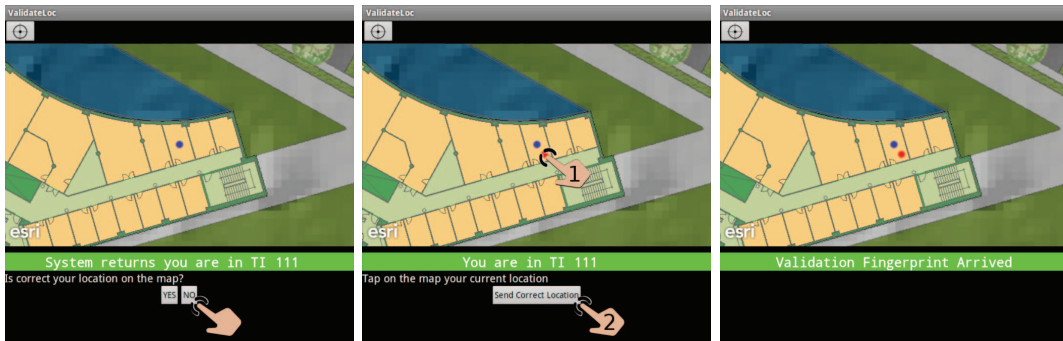 ValidateLoc
esri
System returns you are in TI 111
Is correct your location on the map?
YES NO
ValidateLoc
1
esri
You are in TI 111
Tap on the map your current location
Send Correct Location
2
ValidateLoc
esri
Validation Fingerprint Arrived